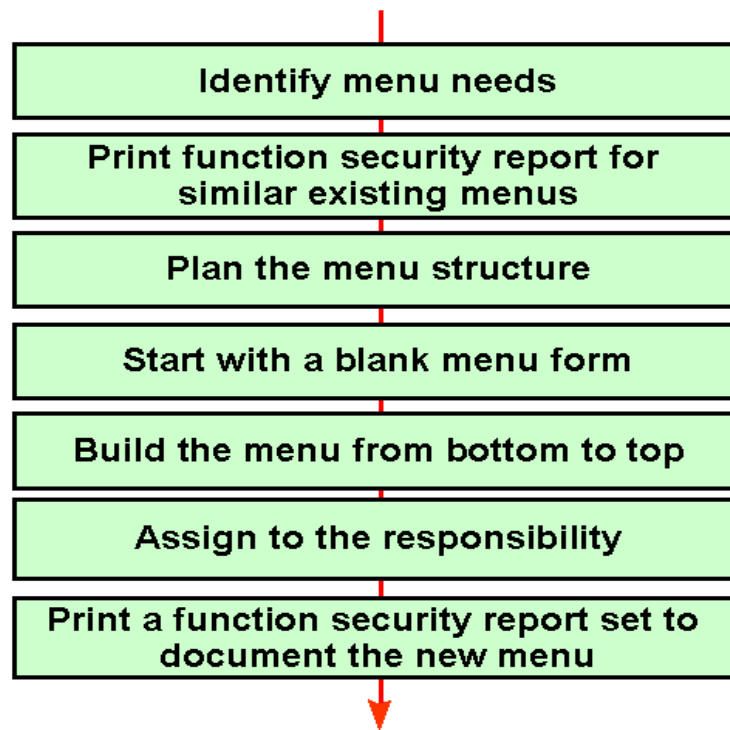 Identify menu needs
Print function security report for
similar existing menus
Plan the menu structure
Start with a blank menu form
Build the menu from bottom to top
Assign to the responsibility
Print a function security report set to
document the new menu